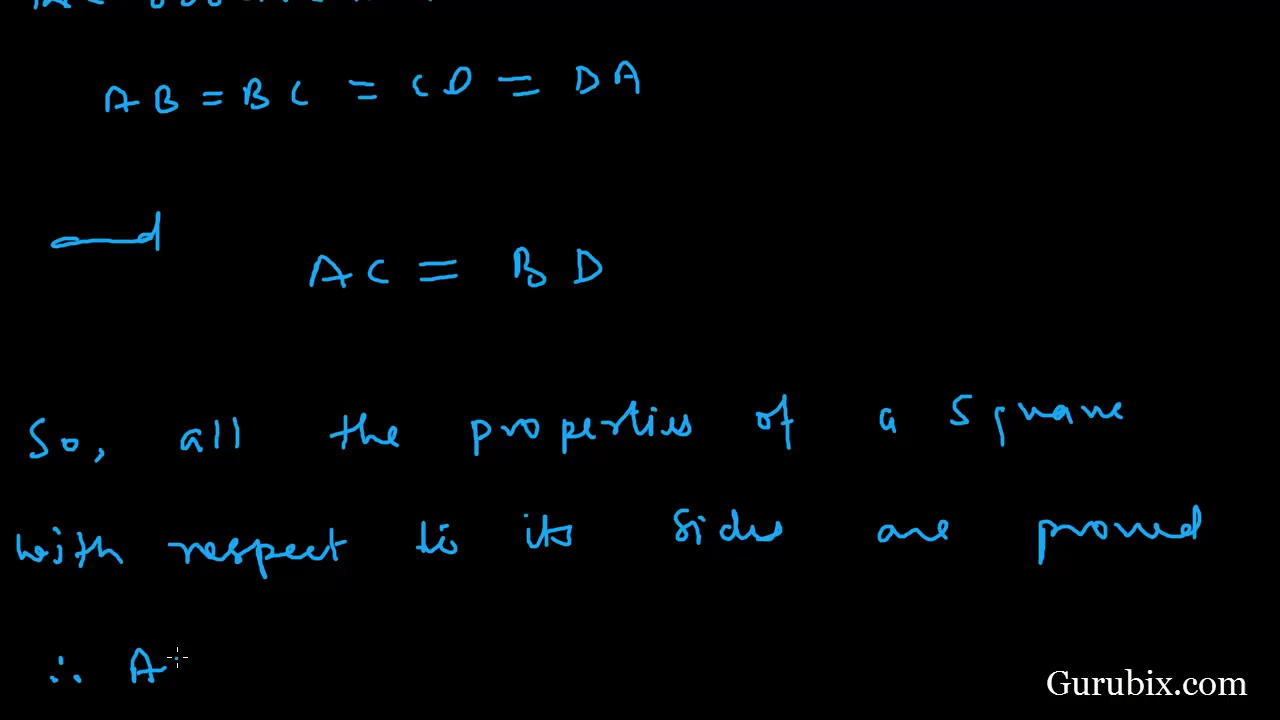 AB = BC = CD = DA
and
AC = BD
So, all the properties of a square
with respect to its sides are proved
∴ A
Gurubix.com